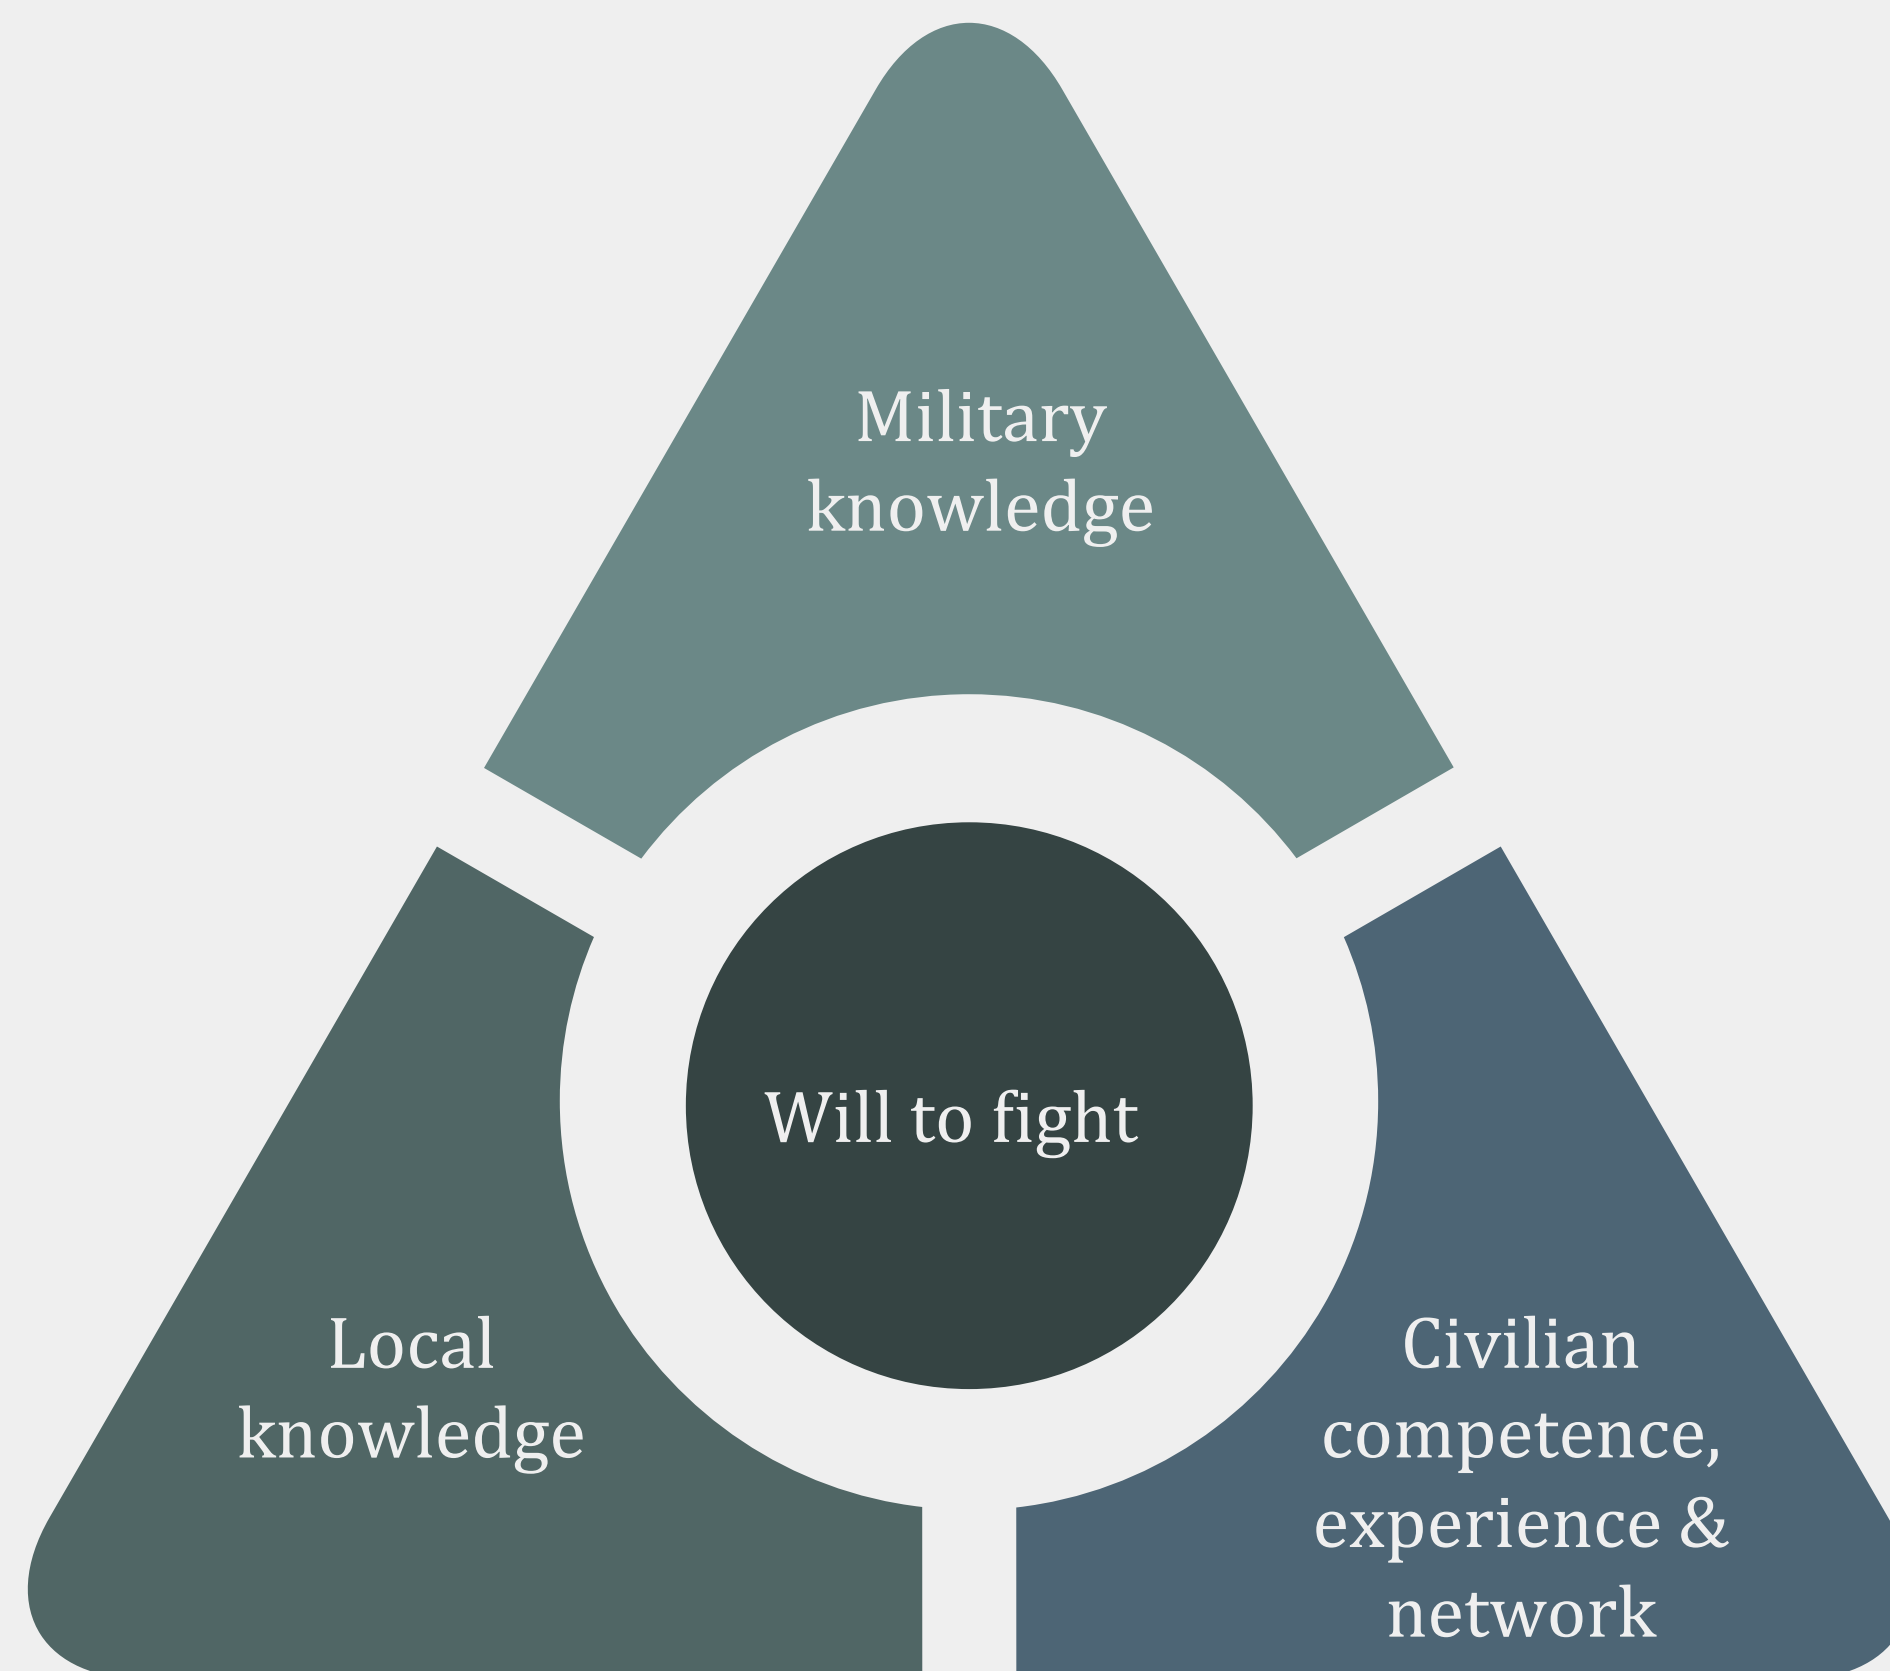 Military
knowledge
Will to fight
Local
knowledge
Civilian
competence,
experience &
network